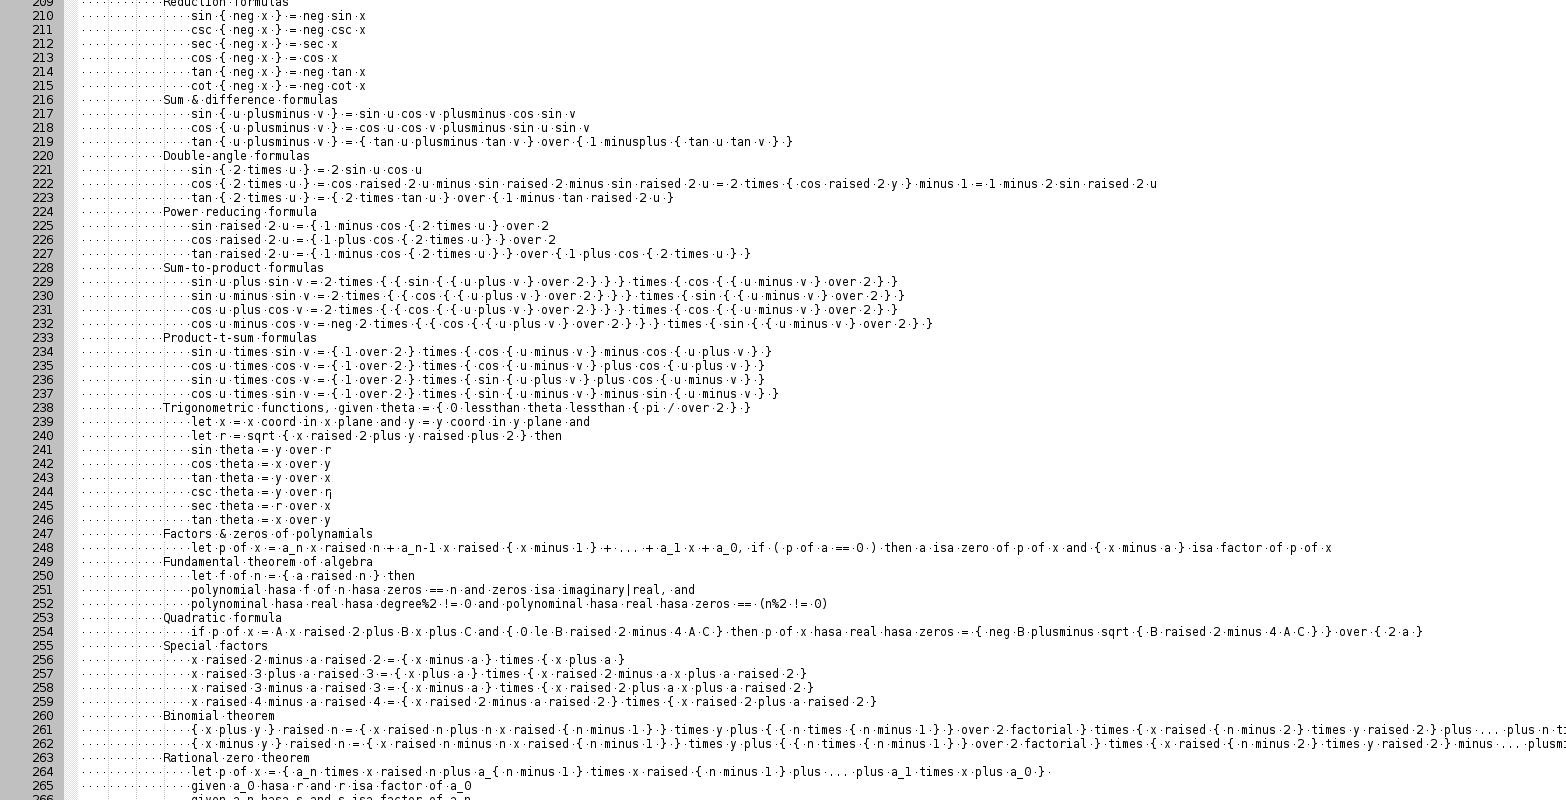 209 Reduction formulas
210 sin { neg x } = neg sin x
211 csc { neg x } = neg csc x
212 sec { neg x } = sec x
213 cos { neg x } = cos x
214 tan { neg x } = neg tan x
215 cot { neg x } = neg cot x
216 Sum & difference formulas
217 sin { u plusminus v } = sin u cos v plusminus cos sin v
218 cos { u plusminus v } = cos u cos v plusminus sin u sin v
219 tan { u plusminus v } = { tan u plusminus tan v } over { 1 minusplus { tan u tan v } }
220 Double-angle formulas
221 sin { 2 times u } = 2 sin u cos u
222 cos { 2 times u } = cos raised 2 u minus sin raised 2 minus sin raised 2 u = 2 times { cos raised 2 y } minus 1 = 1 minus 2 sin raised 2 u
223 tan { 2 times u } = { 2 times tan u } over { 1 minus tan raised 2 u }
224 Power reducing formula
225 sin raised 2 u = { 1 minus cos { 2 times u } over 2
226 cos raised 2 u = { 1 plus cos { 2 times u } } over 2
227 tan raised 2 u = { 1 minus cos { 2 times u } } over { 1 plus cos { 2 times u } }
228 Sum-to-product formulas
229 sin u plus sin v = 2 times { { sin { { u plus v } over 2 } } } times { cos { { u minus v } over 2 } }
230 sin u minus sin v = 2 times { { cos { { u plus v } over 2 } } } times { sin { { u minus v } over 2 } }
231 cos u plus cos v = 2 times { { cos { { u plus v } over 2 } } } times { cos { { u minus v } over 2 } }
232 cos u minus cos v = neg 2 times { { cos { { u plus v } over 2 } } } times { sin { { u minus v } over 2 } }
233 Product-t-sum formulas
234 sin u times sin v = { 1 over 2 } times { cos { u minus v } minus cos { u plus v } }
235 cos u times cos v = { 1 over 2 } times { cos { u minus v } plus cos { u plus v } }
236 sin u times cos v = { 1 over 2 } times { sin { u plus v } plus cos { u minus v } }
237 cos u times sin v = { 1 over 2 } times { sin { u minus v } minus sin { u minus v } }
238 Trigonometric functions, given theta = { 0 lessthan theta lessthan { pi / over 2 } }
239 let x = x coord in x plane and y = y coord in y plane and
240 let r = sqrt { x raised 2 plus y raised plus 2 } then
241 sin theta = y over r
242 cos theta = x over y
243 tan theta = y over x
244 csc theta = y over r
245 sec theta = r over x
246 tan theta = x over y
247 Factors & zeros of polynamials
248 let p of x = a_n x raised n + a_n-1 x raised { x minus 1 } + ... + a_1 x + a_0, if ( p of a == 0 ) then a isa zero of p of x and { x minus a } isa factor of p of x
249 Fundamental theorem of algebra
250 let f of n = { a raised n } then
251 polynomial hasa f of n hasa zeros == n and zeros isa imaginary|real, and
252 polynominal hasa real hasa degree%2 != 0 and polynominal hasa real hasa zeros == (n%2 != 0)
253 Quadratic formula
254 if p of x = A x raised 2 plus B x plus C and { 0 le B raised 2 minus 4 A C } then p of x hasa real hasa zeros = { neg B plusminus sqrt { B raised 2 minus 4 A C } } over { 2 a }
255 Special factors
256 x raised 2 minus a raised 2 = { x minus a } times { x plus a }
257 x raised 3 plus a raised 3 = { x plus a } times { x raised 2 minus a x plus a raised 2 }
258 x raised 3 minus a raised 3 = { x minus a } times { x raised 2 plus a x plus a raised 2 }
259 x raised 4 minus a raised 4 = { x raised 2 minus a raised 2 } times { x raised 2 plus a raised 2 }
260 Binomial theorem
261 { x plus y } raised n = { x raised n plus n x raised { n minus 1 } } times y plus { { n times { n minus 1 } } over 2 factorial } times { x raised { n minus 2 } times y raised 2 } plus ... plus n
262 { x minus y } raised n = { x raised n minus n x raised { n minus 1 } } times y plus { { n times { n minus 1 } } over 2 factorial } times { x raised { n minus 2 } times y raised 2 } minus ...
263 Rational zero theorem
264 let p of x = { a_n times x raised n plus a_{ n minus 1 } times x raised { n minus 1 } plus ... plus a_1 times x plus a_0 }
265 given a_0 hasa r and r isa factor of a_0
266 given a_n hasa s and s isa factor of a_n